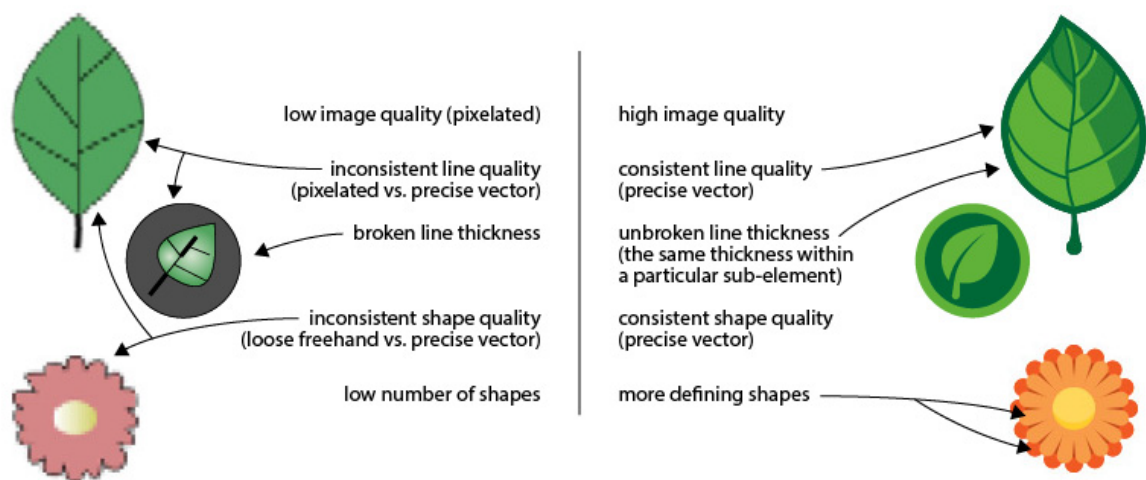 low image quality (pixelated)
inconsistent line quality
(pixelated vs. precise vector)
broken line thickness
inconsistent shape quality
(loose freehand vs. precise vector)
low number of shapes
high image quality
consistent line quality
(precise vector)
unbroken line thickness
(the same thickness within
a particular sub-element)
consistent shape quality
(precise vector)
more defining shapes